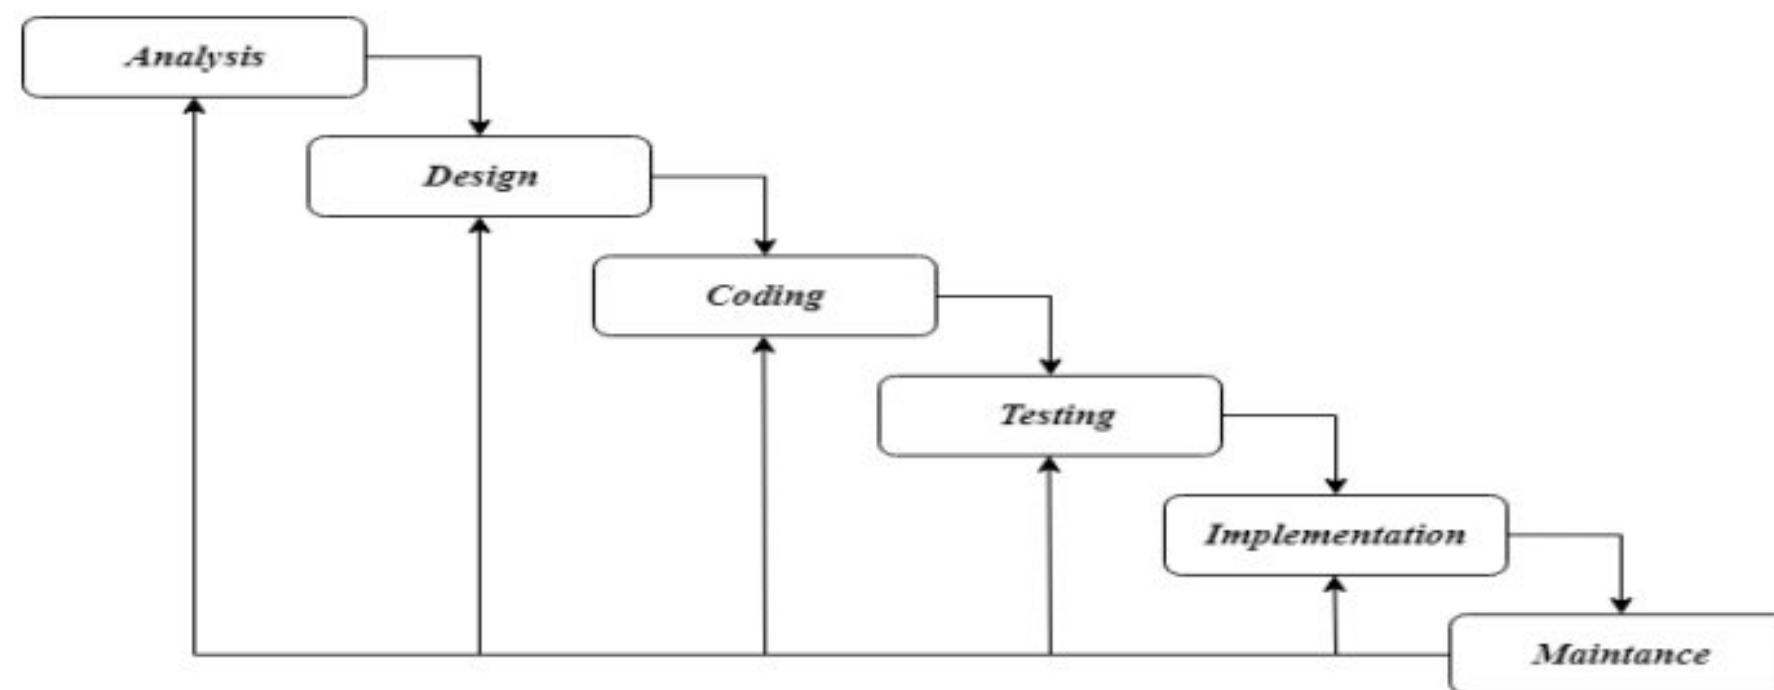 Analysis
Design
Coding
Testing
Implementation
Maintance